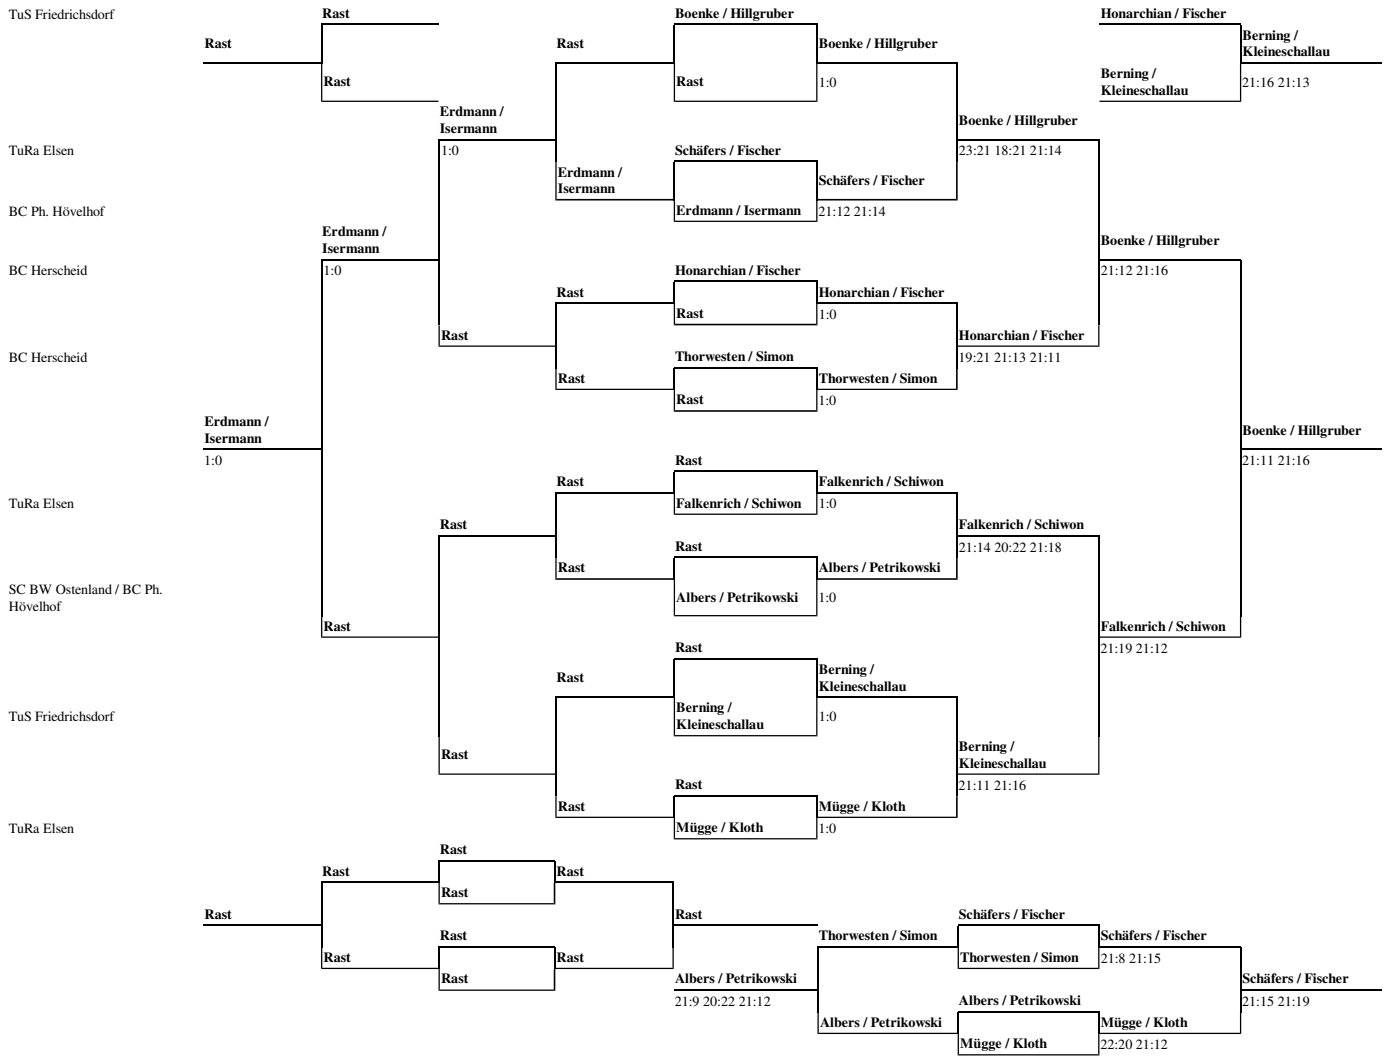 TuS Friedrichsdorf
Rast
Boenke / Hillgruber
Honarchian / Fischer
Rast
Rast
Boenke / Hillgruber
Berning /
Kleineschallau
Rast
Rast
1:0
Berning /
Kleineschallau
21:16 21:13
Erdmann /
Isermann
Boenke / Hillgruber
TuRa Elsen
1:0
Schäfers / Fischer
23:21 18:21 21:14
Erdmann /
Isermann
Schäfers / Fischer
BC Ph. Hövelhof
Erdmann / Isermann
21:12 21:14
Erdmann /
Isermann
Boenke / Hillgruber
BC Herscheid
1:0
Honarchian / Fischer
21:12 21:16
Rast
Honarchian / Fischer
Rast
1:0
Rast
Honarchian / Fischer
BC Herscheid
Thorwesten / Simon
19:21 21:13 21:11
Rast
Thorwesten / Simon
Rast
1:0
Erdmann /
Isermann
Boenke / Hillgruber
1:0
Rast
21:11 21:16
Rast
Falkenrich / Schiwon
TuRa Elsen
Falkenrich / Schiwon
1:0
Rast
Falkenrich / Schiwon
Rast
21:14 20:22 21:18
Rast
Albers / Petrikowski
SC BW Ostenland / BC Ph.
Hövelhof
Albers / Petrikowski
1:0
Rast
Falkenrich / Schiwon
Rast
21:19 21:12
Rast
Berning /
Kleineschallau
TuS Friedrichsdorf
Berning /
Kleineschallau
1:0
Rast
Berning /
Kleineschallau
Rast
21:11 21:16
Rast
Mügge / Kloth
TuRa Elsen
Mügge / Kloth
1:0
Rast
Rast
Rast
Rast
Rast
Rast
Schäfers / Fischer
Rast
Thorwesten / Simon
Schäfers / Fischer
Rast
Rast
Thorwesten / Simon
21:8 21:15
Rast
Albers / Petrikowski
Schäfers / Fischer
21:9 20:22 21:12
Albers / Petrikowski
21:15 21:19
Albers / Petrikowski
Mügge / Kloth
Mügge / Kloth
22:20 21:12